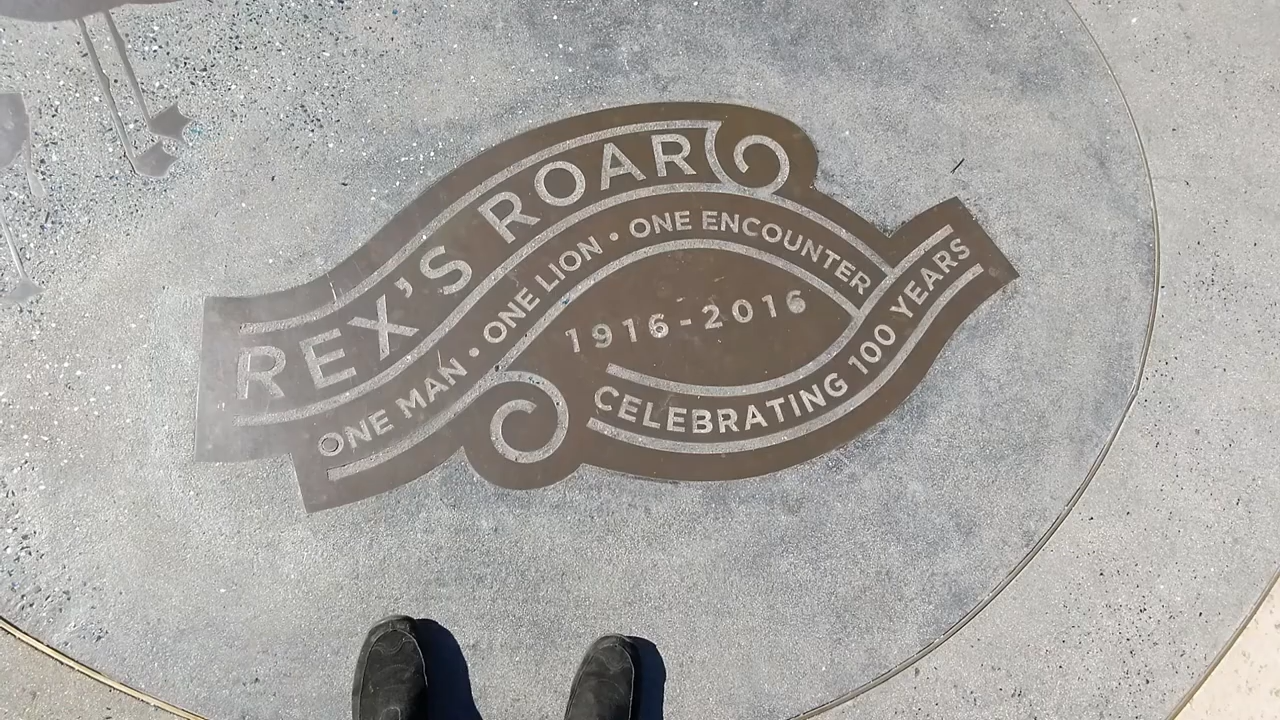 REX'S ROAR
ONE MAN • ONE LION • ONE ENCOUNTER
1916-2016
CELEBRATING 100 YEARS